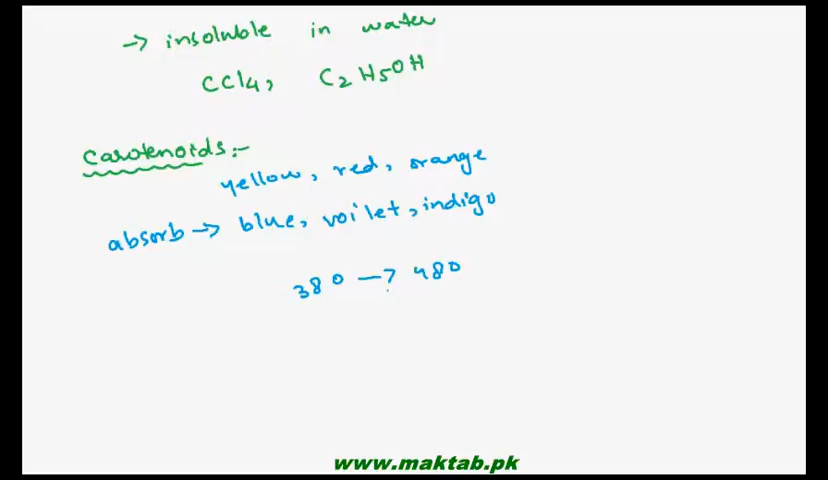 → insoluble in water
CCl4, C2H5OH
Carotenoids:-
yellow, red, orange
absorb → blue, voilet, indigo
380 → 480
www.maktab.pk